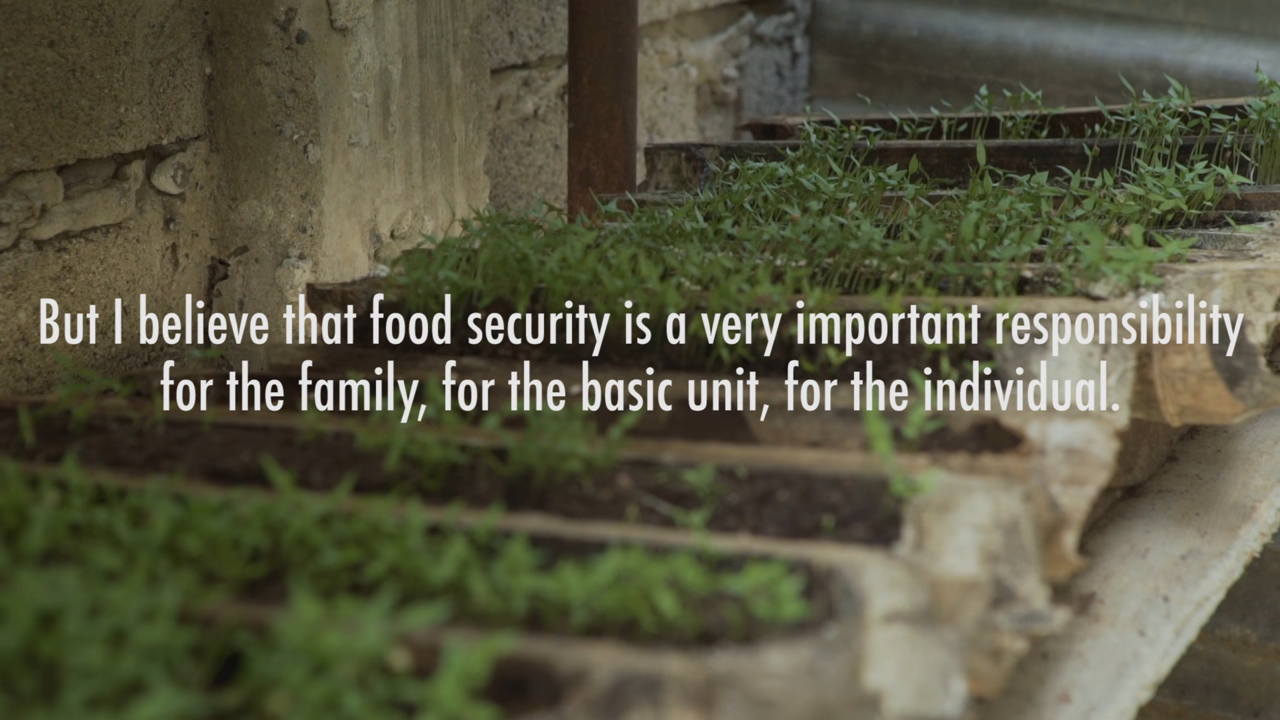 But I believe that food security is a very important responsibility
for the family, for the basic unit, for the individual.